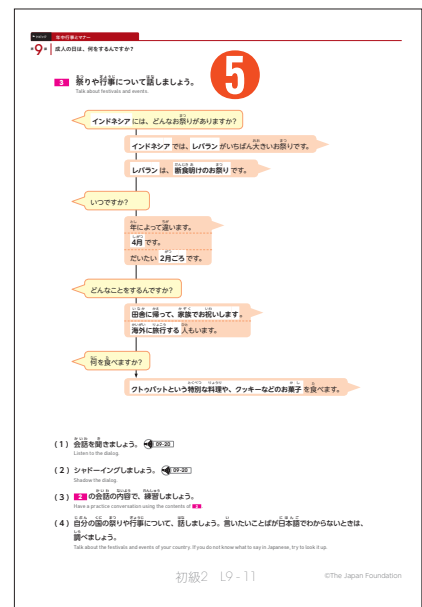 トピック 年中行事とマナー
第9課 成人の日は、何をするんですか?
5
3 祭りや行事について話しましょう。
Talk about festivals and events.
インドネシア には、どんなお祭りがありますか?
インドネシア では、レバラン がいちばん大きいお祭りです。
レバラン は、断食明けのお祭り です。
いつですか?
年によって違います。
4月 です。
だいたい 2月ごろ です。
どんなことをするんですか?
田舎に帰って、家族でお祝いします。
海外に旅行する 人もいます。
何を食べますか?
クトゥパットという特別な料理や、クッキーなどのお菓子 を食べます。
(1)会話を聞きましょう。 09-20
Listen to the dialog.
(2)シャドーイングしましょう。 09-20
Shadow the dialog.
(3) 2 の会話の内容で、練習しましょう。
Have a practice conversation using the contents of 2.
(4)自分の国の祭りや行事について、話しましょう。言いたいことばが日本語でわからないときは、
調べましょう。
Talk about the festivals and events of your country. If you do not know what to say in Japanese, try to look it up.
初級2 L9 - 11
©The Japan Foundation